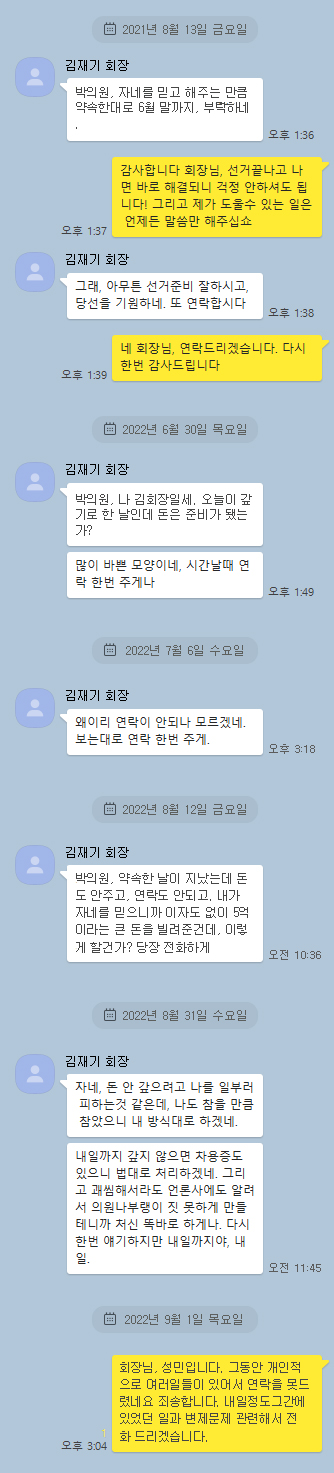 2021년 8월 13일 금요일
김재기 회장
박의원, 자네를 믿고 해주는 만큼
약속한대로 6월 말까지, 부탁하네
.
오후 1:36
감사합니다 회장님, 선거끝나고 나
면 바로 해결되니 걱정 안하셔도 됩
니다! 그리고 제가 도울수 있는 일은
언제든 말씀만 해주십쇼
오후 1:37
김재기 회장
그래, 아무튼 선거준비 잘하시고,
당선을 기원하네. 또 연락합시다
오후 1:38
네 회장님, 연락드리겠습니다. 다시
한번 감사드립니다
오후 1:39
2022년 6월 30일 목요일
김재기 회장
박의원, 나 김회장일세, 오늘이 갚
기로 한 날인데 돈은 준비가 됐는
가?
많이 바쁜 모양이네, 시간날때 연
락 한번 주게나
오후 1:49
2022년 7월 6일 수요일
김재기 회장
왜이리 연락이 안되나 모르겠네.
보는대로 연락 한번 주게.
오후 3:18
2022년 8월 12일 금요일
김재기 회장
박의원, 약속한 날이 지났는데 돈
도 안주고, 연락도 안되고. 내가
자네를 믿으니까 이자도 없이 5억
이라는 큰 돈을 빌려준건데, 이렇
게 할건가? 당장 전화하게
오전 10:36
2022년 8월 31일 수요일
김재기 회장
자네, 돈 안 갚으려고 나를 일부러
피하는것 같은데, 나도 참을 만큼
참았으니 내 방식대로 하겠네.
내일까지 갚지 않으면 차용증도
있으니 법대로 처리하겠네. 그리
고 괘씸해서라도 언론사에도 알려
서 의원나부랭이 짓 못하게 만들
테니까 처신 똑바로 하게나. 다시
한번 얘기하지만 내일까지야, 내
일.
오전 11:45
2022년 9월 1일 목요일
회장님, 성민입니다. 그동안 개인적
으로 여러일들이 있어서 연락을 못드
렸네요 죄송합니다. 내일정도그간에
있었던 일과 변제문제 관련해서 전
화 드리겠습니다.
1
오후 3:04